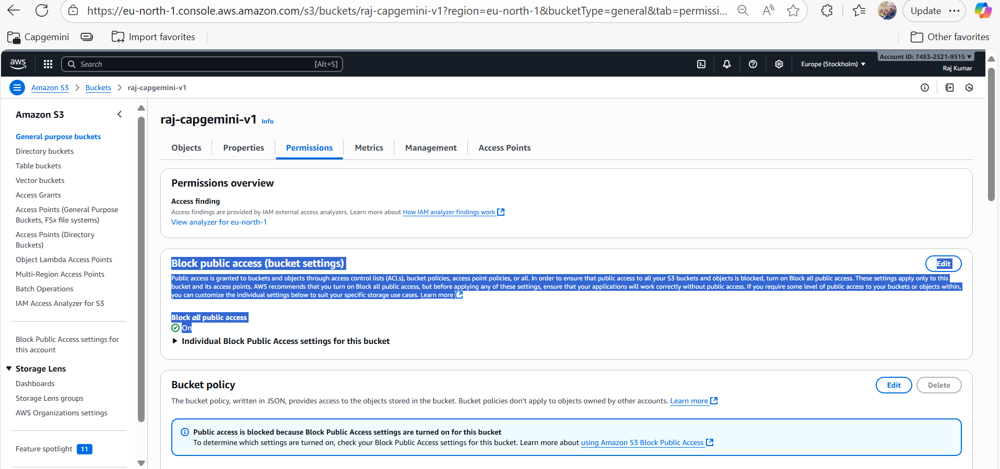 https://eu-north-1.console.aws.amazon.com/s3/buckets/raj-capgemini-v1?region=eu-north-1&bucketType=general&tab=permissi...
Update
Capgemini
Import favorites
Other favorites
aws
Search
[Alt+S]
Europe (Stockholm)
Account ID: 7483-2521-9515
Raj Kumar
Amazon S3
Buckets
raj-capgemini-v1
Amazon S3
General purpose buckets
Directory buckets
Table buckets
Vector buckets
Access Grants
Access Points (General Purpose
Buckets, FSx file systems)
Access Points (Directory
Buckets)
Object Lambda Access Points
Multi-Region Access Points
Batch Operations
IAM Access Analyzer for S3
Block Public Access settings for
this account
Storage Lens
Dashboards
Storage Lens groups
AWS Organizations settings
Feature spotlight 11
raj-capgemini-v1 Info
Objects
Properties
Permissions
Metrics
Management
Access Points
Permissions overview
Access finding
Access findings are provided by IAM external access analyzers. Learn more about How IAM analyzer findings work
View analyzer for eu-north-1
Block public access (bucket settings)
Edit
Public access is granted to buckets and objects through access control lists (ACLs), bucket policies, access point policies, or all. In order to ensure that public access to all your S3 buckets and objects is blocked, turn on Block all public access. These settings apply only to this
bucket and its access points. AWS recommends that you turn on Block all public access, but before applying any of these settings, ensure that your applications will work correctly without public access. If you require some level of public access to your buckets or objects within,
you can customize the individual settings below to suit your specific storage use cases. Learn more
Block all public access
On
Individual Block Public Access settings for this bucket
Bucket policy
Edit
Delete
The bucket policy, written in JSON, provides access to the objects stored in the bucket. Bucket policies don't apply to objects owned by other accounts. Learn more
Public access is blocked because Block Public Access settings are turned on for this bucket
To determine which settings are turned on, check your Block Public Access settings for this bucket. Learn more about using Amazon S3 Block Public Access